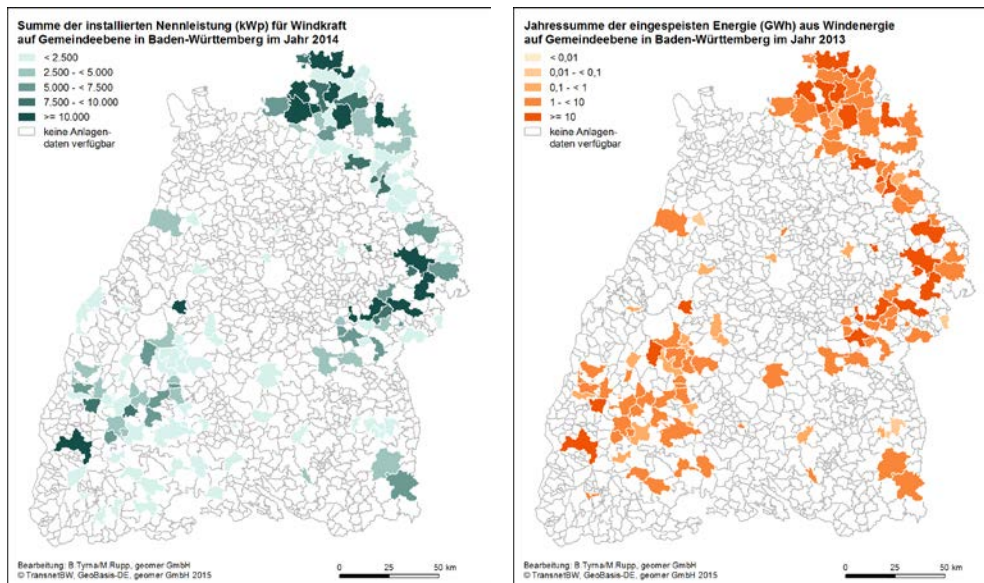 Summe der installierten Nennleistung (kWp) für Windkraft
auf Gemeindeebene in Baden-Württemberg im Jahr 2014
< 2.500
2.500 - < 5.000
5.000 - < 7.500
7.500 - < 10.000
>= 10.000
keine Anlagen-
daten verfügbar
Bearbeitung: B.Tyrna/M.Rupp, geomer GmbH
© TransnetBW, GeoBasis-DE, geomer GmbH 2015
0 25 50 km
Jahressumme der eingespeisten Energie (GWh) aus Windenergie
auf Gemeindeebene in Baden-Württemberg im Jahr 2013
< 0,01
0,01 - < 0,1
0,1 - < 1
1 - < 10
>= 10
keine Anlagen-
daten verfügbar
Bearbeitung: B.Tyrna/M.Rupp, geomer GmbH
© TransnetBW, GeoBasis-DE, geomer GmbH 2015
0 25 50 km